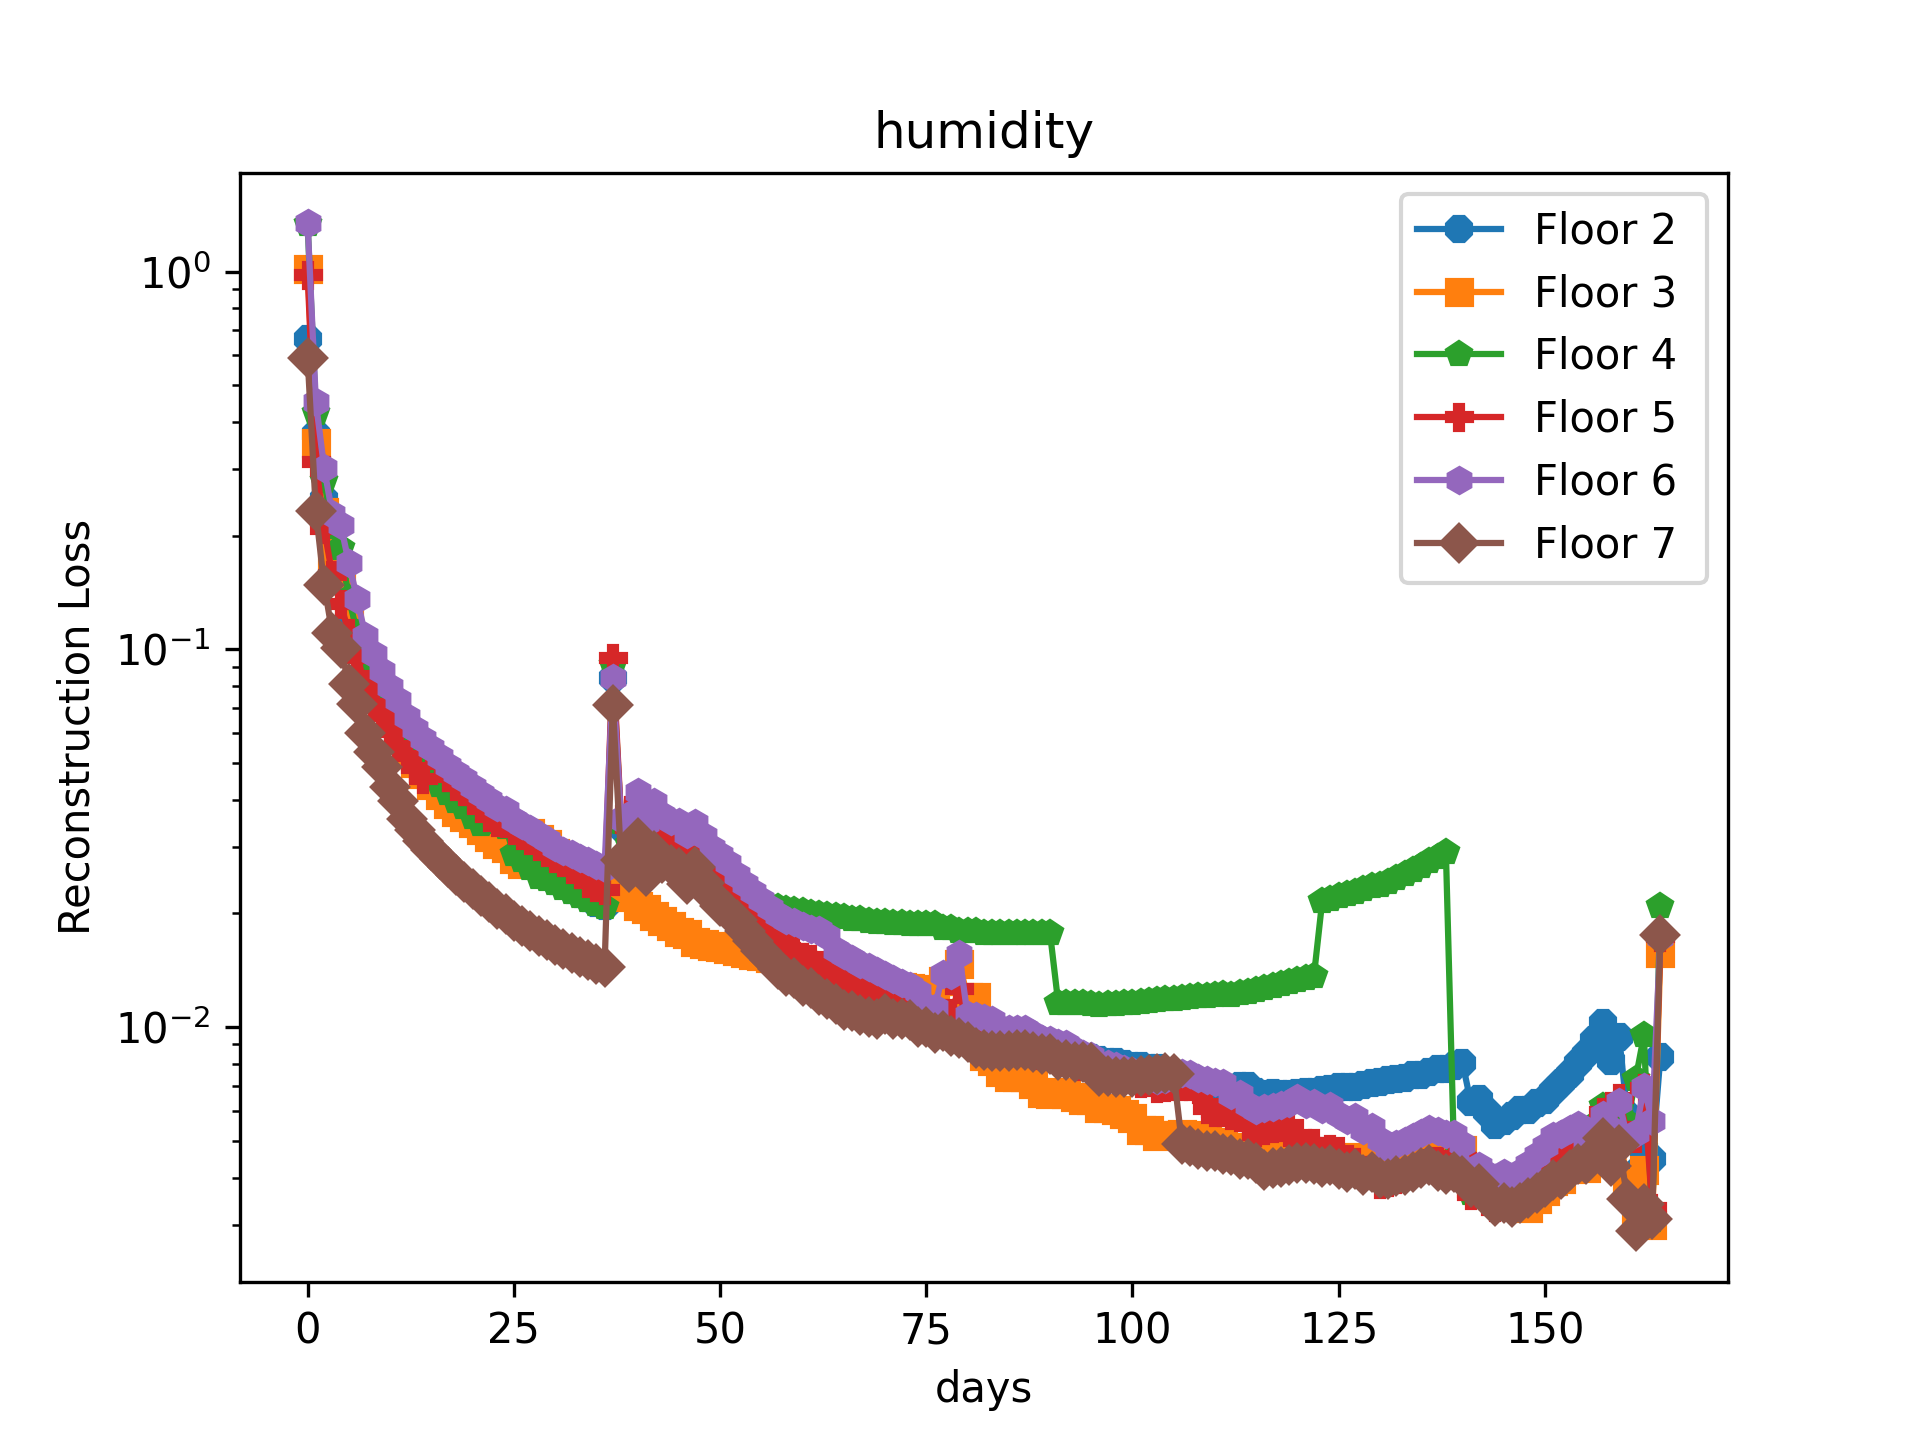 humidity
Reconstruction Loss
10⁰
10⁻¹
10⁻²
0 25 50 75 100 125 150
days
Floor 2
Floor 3
Floor 4
Floor 5
Floor 6
Floor 7